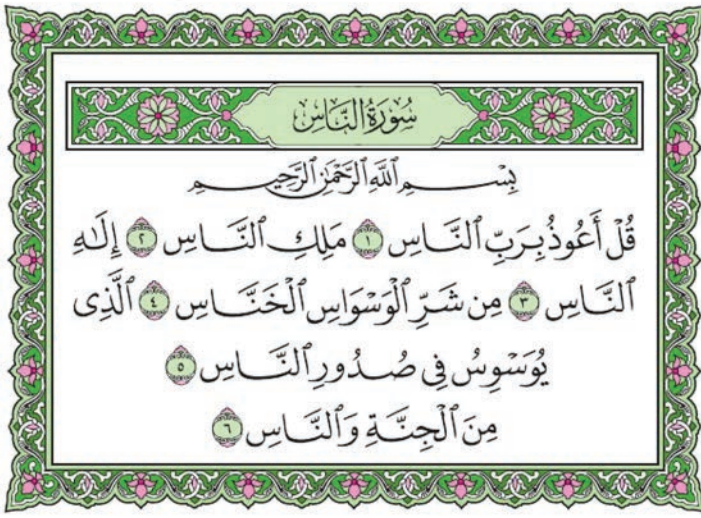 سُورَةُ النَّاسِ
بِسْمِ ٱللَّهِ ٱلرَّحْمَٰنِ ٱلرَّحِيمِ
قُلْ أَعُوذُ بِرَبِّ ٱلنَّاسِ ١ مَلِكِ ٱلنَّاسِ ٢ إِلَٰهِ
ٱلنَّاسِ ٣ مِن شَرِّ ٱلْوَسْوَاسِ ٱلْخَنَّاسِ ٤ ٱلَّذِى
يُوَسْوِسُ فِى صُدُورِ ٱلنَّاسِ ٥
مِنَ ٱلْجِنَّةِ وَٱلنَّاسِ ٦